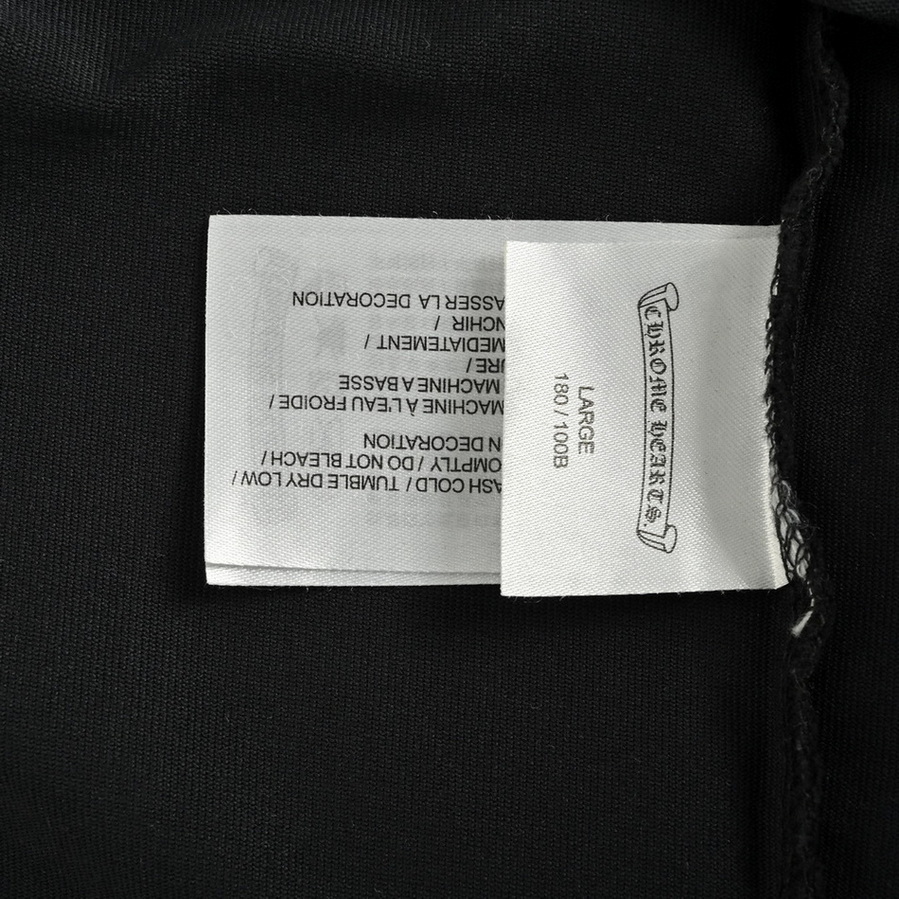 CHROME HEARTS.
LARGE
180 / 100B
ASH COLD / TUMBLE DRY LOW /
OMPTLY / DO NOT BLEACH /
N DECORATION
MACHINE À L'EAU FROIDE /
MACHINE A BASSE
URE /
MEDIATEMENT /
NCHIR /
ASSER LA DECORATION